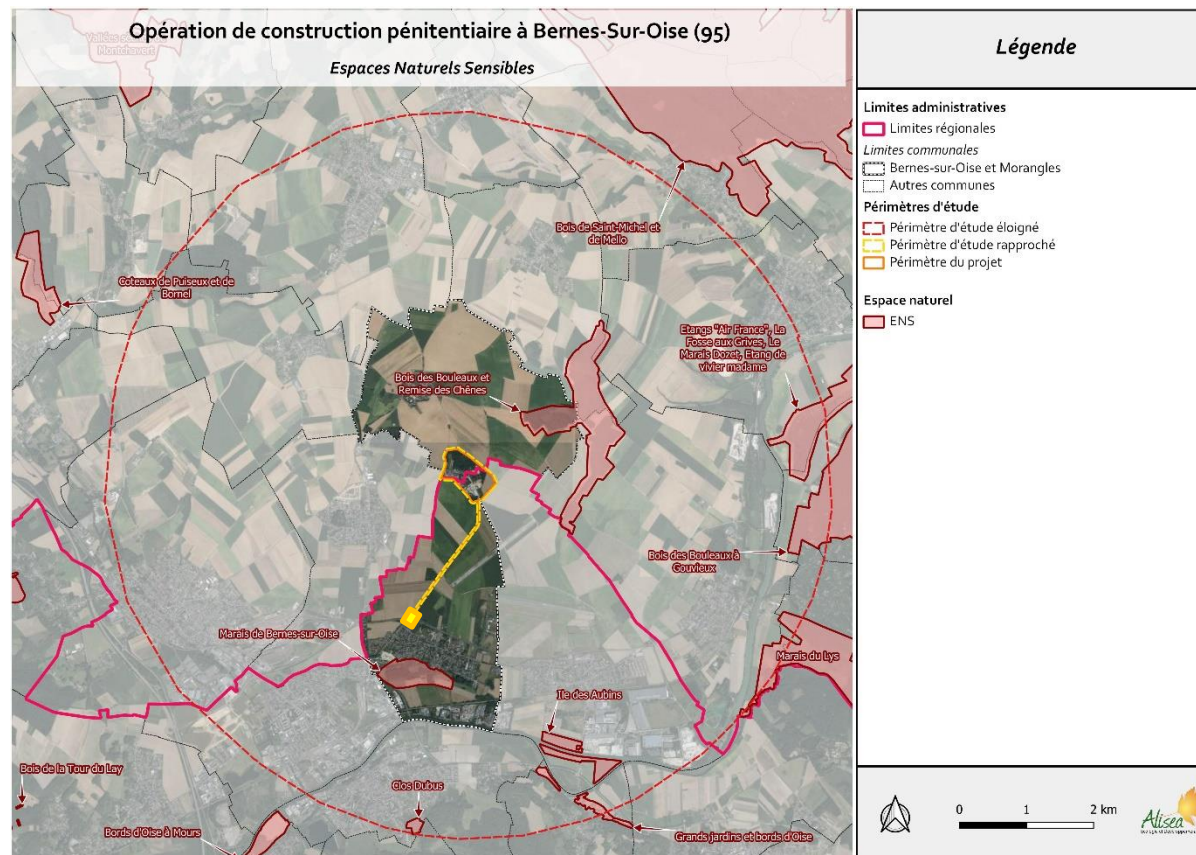 Opération de construction pénitentiaire à Bernes-Sur-Oise (95)
Espaces Naturels Sensibles
Bois de Saint-Michel et
de Mello
Coteaux de Puiseux et de
Bornel
Etangs "Air France", La
Fosse aux Grives, Le
Marais Dozet, Etang de
vivier madame
Bois des Bouleaux et
Remise des Chênes
Bois des Bouleaux à
Gouvieux
Marais de Bernes-sur-Oise
Marais du Lys
Ile des Aubins
Bois de la Tour du Lay
Clos Dubus
Bords d'Oise à Mours
Grands jardins et bords d'Oise
Légende
Limites administratives
Limites régionales
Limites communales
Bernes-sur-Oise et Morangles
Autres communes
Périmètres d'étude
Périmètre d'étude éloigné
Périmètre d'étude rapproché
Périmètre du projet
Espace naturel
ENS
0 1 2 km
Alisea